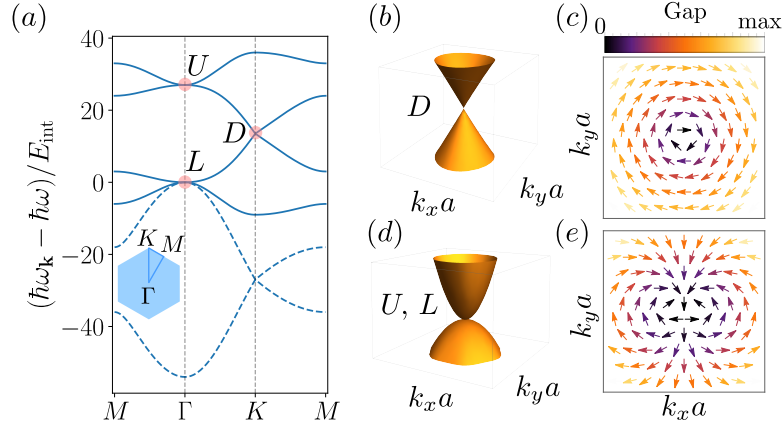 (a)
(ħω_k − ħω)/E_int
40
20
0
−20
−40
U
D
L
K
M
Γ
M
Γ
K
M
(b)
D
k_x a
k_y a
(c)
Gap
0
max
k_y a
(d)
U, L
k_x a
k_y a
(e)
k_y a
k_x a